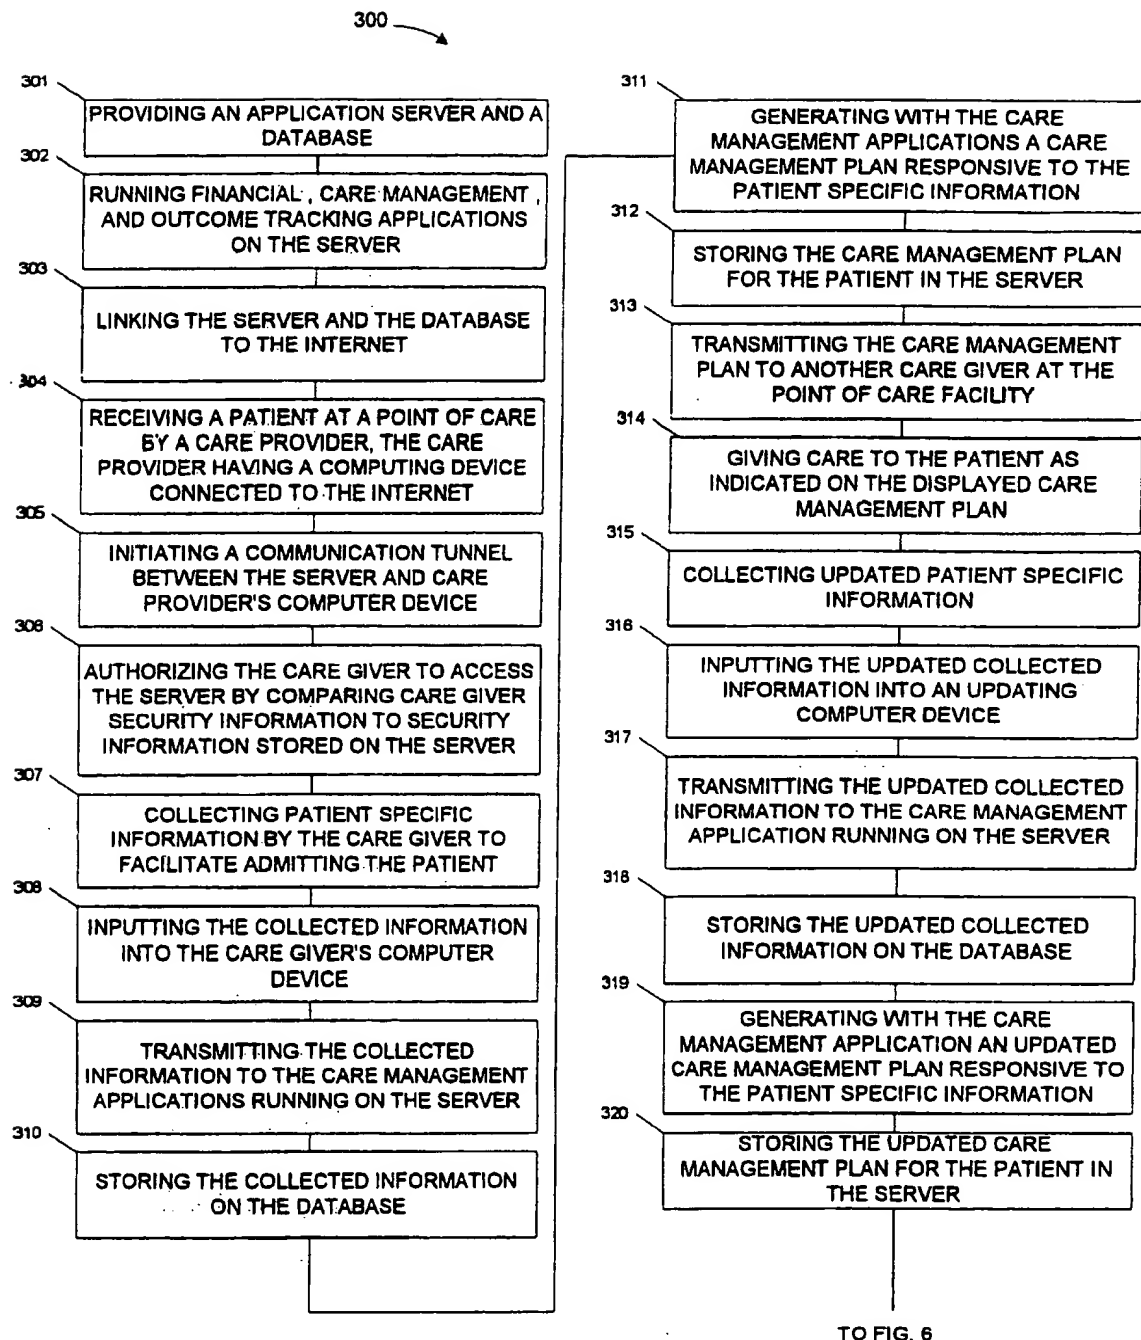 300
301
PROVIDING AN APPLICATION SERVER AND A
DATABASE
302
RUNNING FINANCIAL, CARE MANAGEMENT,
AND OUTCOME TRACKING APPLICATIONS
ON THE SERVER
303
LINKING THE SERVER AND THE DATABASE
TO THE INTERNET
304
RECEIVING A PATIENT AT A POINT OF CARE
BY A CARE PROVIDER, THE CARE
PROVIDER HAVING A COMPUTING DEVICE
CONNECTED TO THE INTERNET
305
INITIATING A COMMUNICATION TUNNEL
BETWEEN THE SERVER AND CARE
PROVIDER'S COMPUTER DEVICE
306
AUTHORIZING THE CARE GIVER TO ACCESS
THE SERVER BY COMPARING CARE GIVER
SECURITY INFORMATION TO SECURITY
INFORMATION STORED ON THE SERVER
307
COLLECTING PATIENT SPECIFIC
INFORMATION BY THE CARE GIVER TO
FACILITATE ADMITTING THE PATIENT
308
INPUTTING THE COLLECTED INFORMATION
INTO THE CARE GIVER'S COMPUTER
DEVICE
309
TRANSMITTING THE COLLECTED
INFORMATION TO THE CARE MANAGEMENT
APPLICATIONS RUNNING ON THE SERVER
310
STORING THE COLLECTED INFORMATION
ON THE DATABASE
311
GENERATING WITH THE CARE
MANAGEMENT APPLICATIONS A CARE
MANAGEMENT PLAN RESPONSIVE TO THE
PATIENT SPECIFIC INFORMATION
312
STORING THE CARE MANAGEMENT PLAN
FOR THE PATIENT IN THE SERVER
313
TRANSMITTING THE CARE MANAGEMENT
PLAN TO ANOTHER CARE GIVER AT THE
POINT OF CARE FACILITY
314
GIVING CARE TO THE PATIENT AS
INDICATED ON THE DISPLAYED CARE
MANAGEMENT PLAN
315
COLLECTING UPDATED PATIENT SPECIFIC
INFORMATION
316
INPUTTING THE UPDATED COLLECTED
INFORMATION INTO AN UPDATING
COMPUTER DEVICE
317
TRANSMITTING THE UPDATED COLLECTED
INFORMATION TO THE CARE MANAGEMENT
APPLICATION RUNNING ON THE SERVER
318
STORING THE UPDATED COLLECTED
INFORMATION ON THE DATABASE
319
GENERATING WITH THE CARE
MANAGEMENT APPLICATION AN UPDATED
CARE MANAGEMENT PLAN RESPONSIVE TO
THE PATIENT SPECIFIC INFORMATION
320
STORING THE UPDATED CARE
MANAGEMENT PLAN FOR THE PATIENT IN
THE SERVER
TO FIG. 6